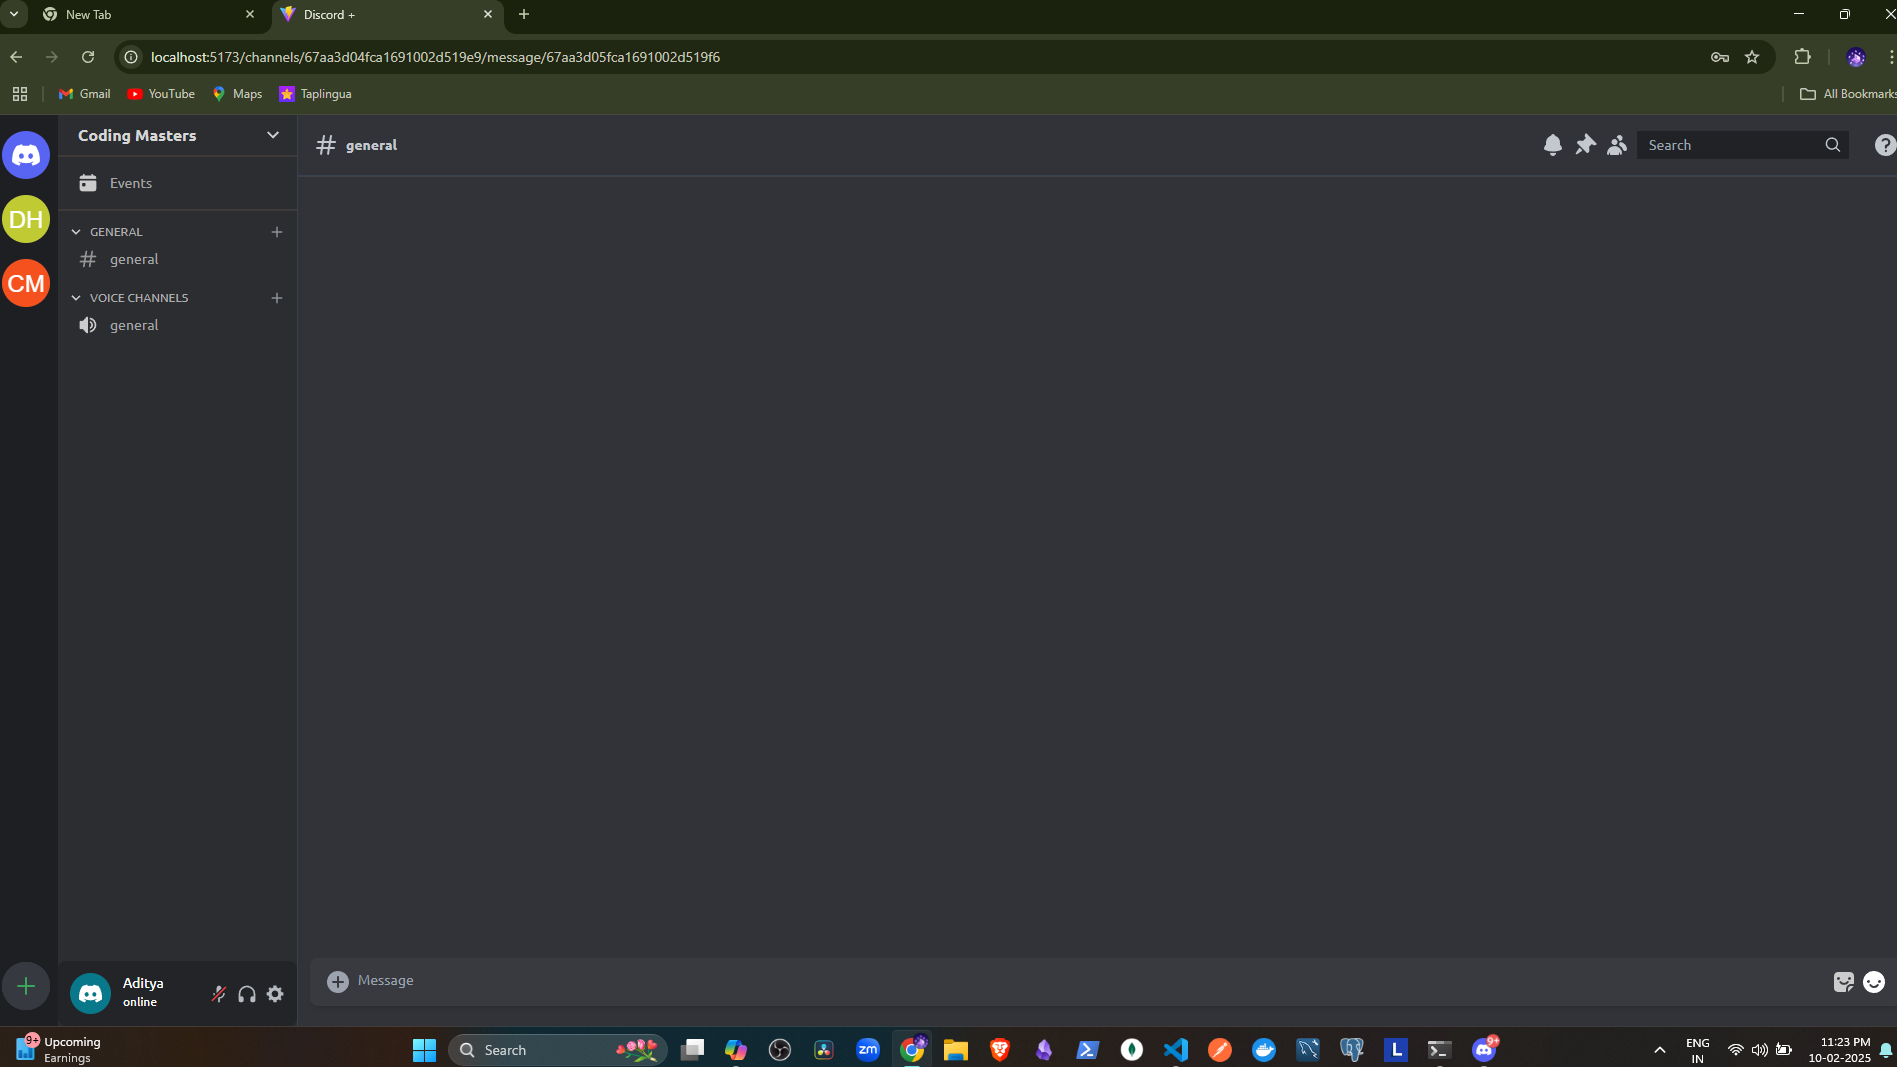 New Tab
Discord +
localhost:5173/channels/67aa3d04fca1691002d519e9/message/67aa3d05fca1691002d519f6
Gmail
YouTube
Maps
Taplingua
All Bookmarks
Coding Masters
# general
Search
Events
DH
GENERAL
# general
CM
VOICE CHANNELS
general
Message
Aditya
online
9+
Upcoming
Earnings
Search
zm
L
9+
ENG
IN
11:23 PM
10-02-2025